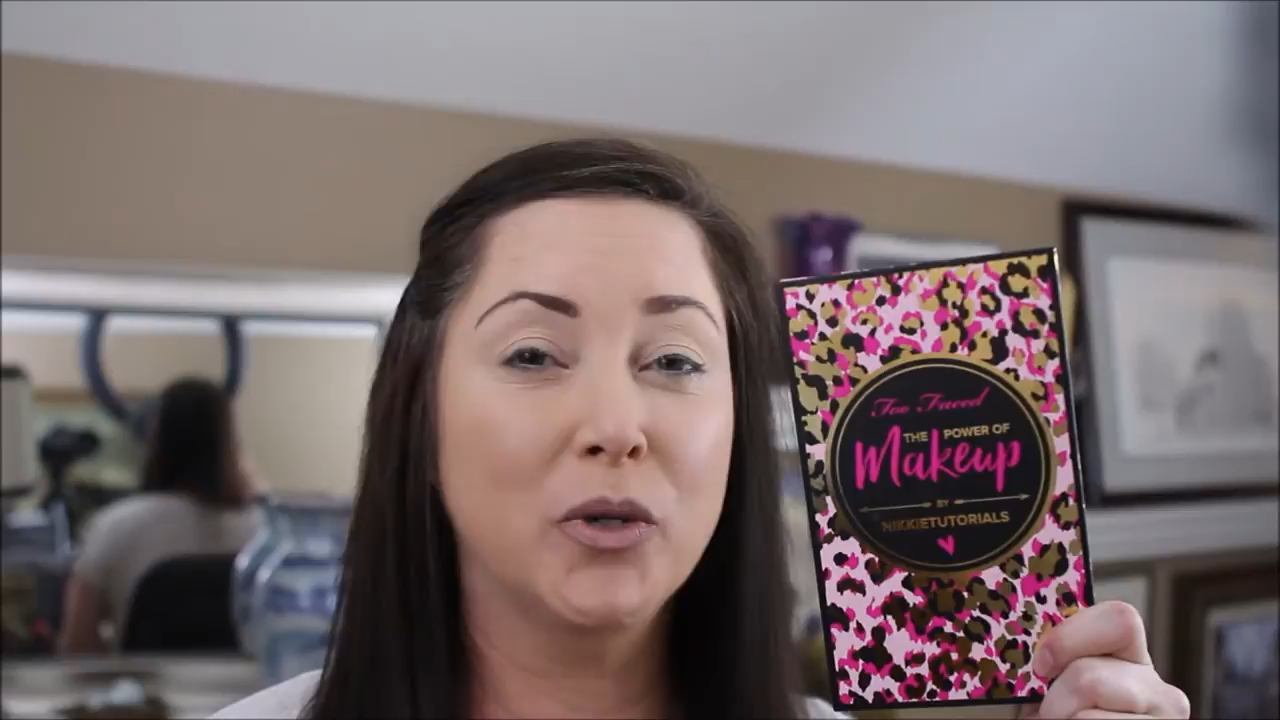 Too Faced
THE POWER OF
Makeup
BY
NIKKIETUTORIALS